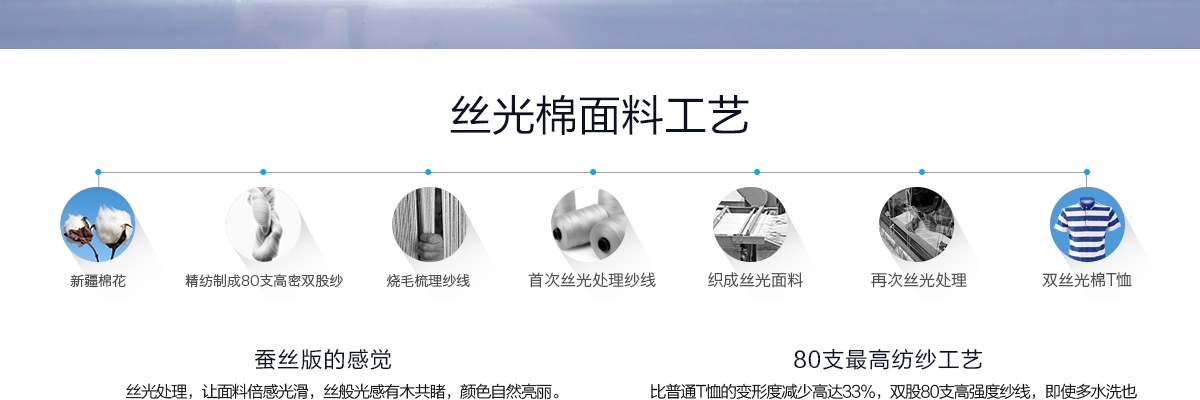 丝光棉面料工艺
新疆棉花
精纺制成80支高密双股纱
烧毛梳理纱线
首次丝光处理纱线
织成丝光面料
再次丝光处理
双丝光棉T恤
蚕丝版的感觉
80支最高纺纱工艺
丝光处理，让面料倍感光滑，丝般光感有木共睹，颜色自然亮丽。
比普通T恤的变形度减少高达33%，双股80支高强度纱线，即使多水洗也